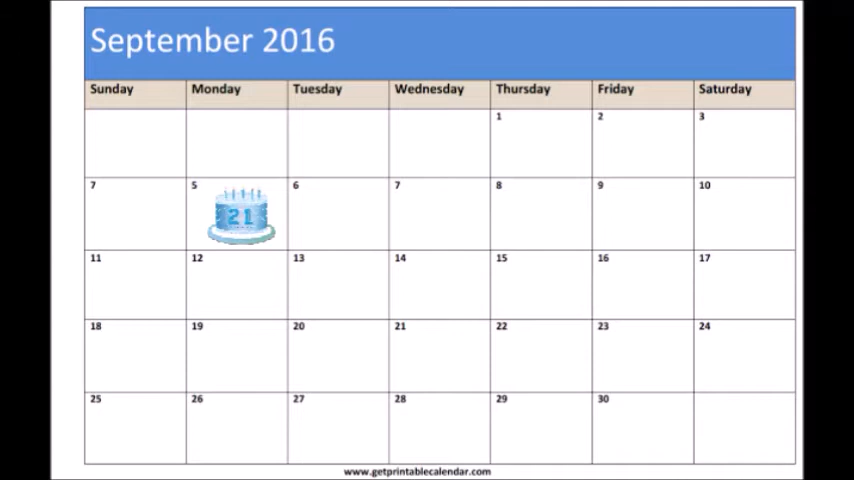 September 2016
Sunday Monday Tuesday Wednesday Thursday Friday Saturday
1 2 3
7 5 6 7 8 9 10
21
11 12 13 14 15 16 17
18 19 20 21 22 23 24
25 26 27 28 29 30
www.getprintablecalendar.com